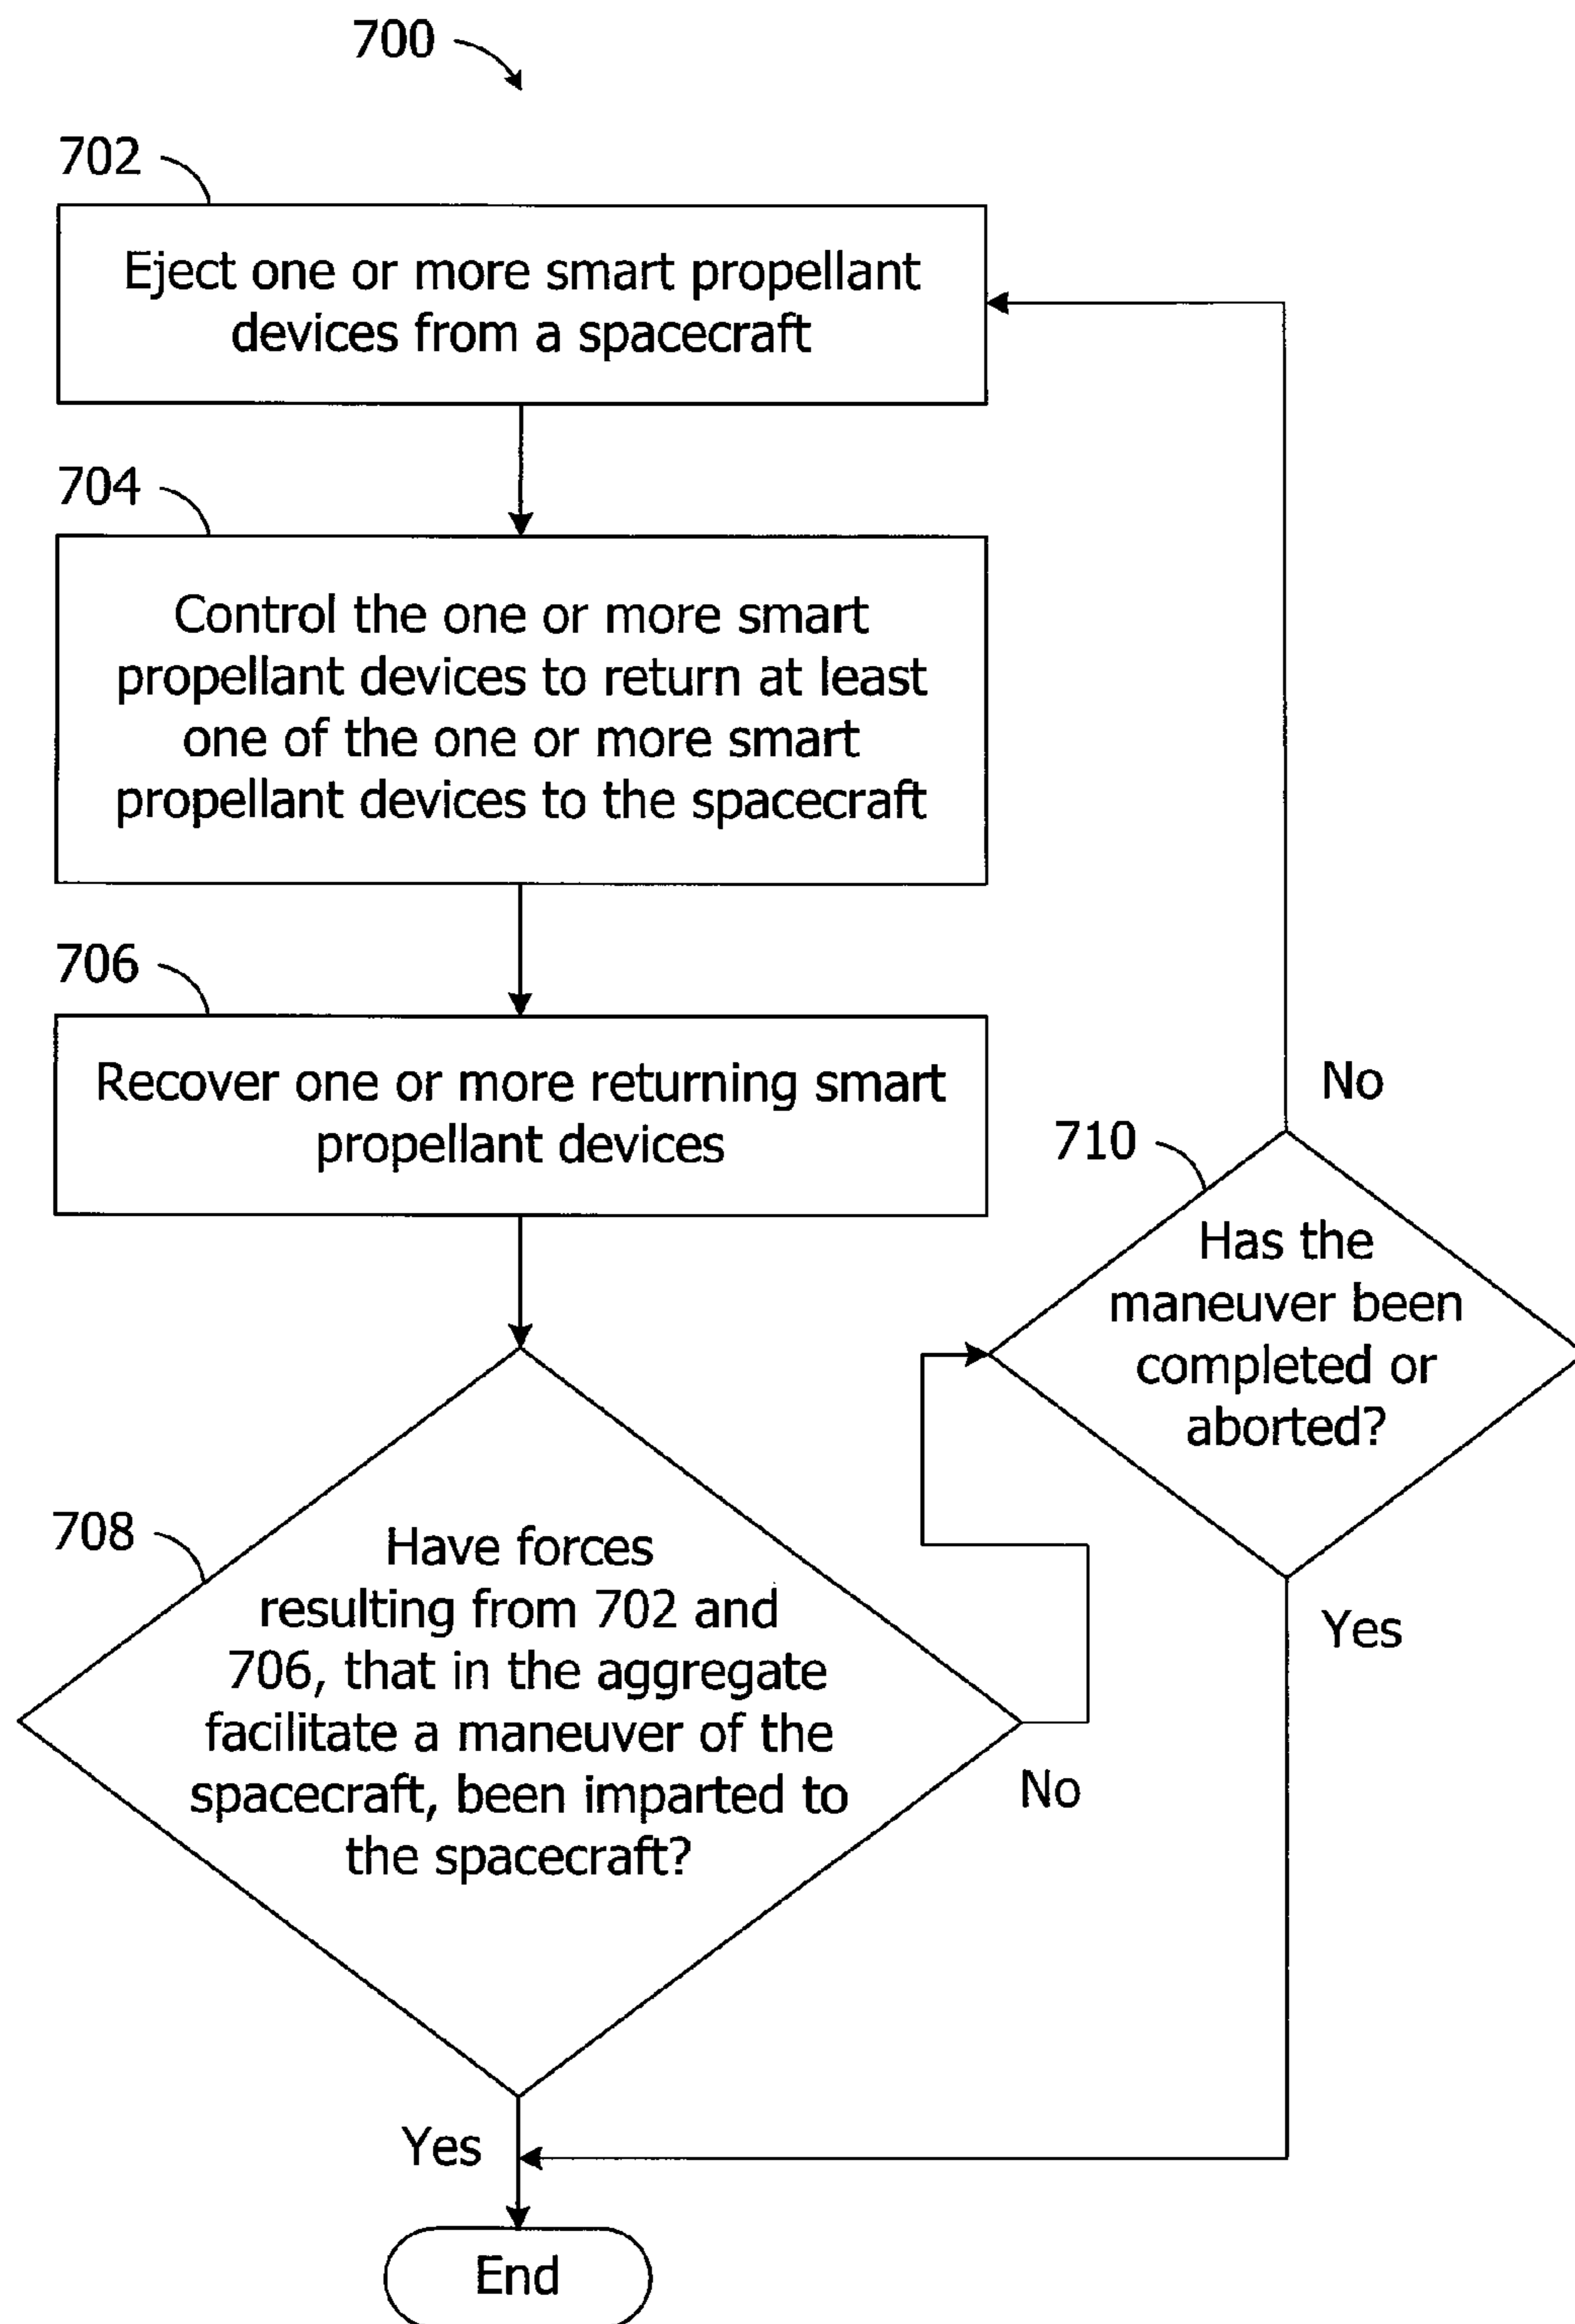 700
702
Eject one or more smart propellant
devices from a spacecraft
704
Control the one or more smart
propellant devices to return at least
one of the one or more smart
propellant devices to the spacecraft
706
Recover one or more returning smart
propellant devices
No
710
Has the
maneuver been
completed or
aborted?
708
Have forces
resulting from 702 and
706, that in the aggregate
facilitate a maneuver of the
spacecraft, been imparted to
the spacecraft?
Yes
No
Yes
End